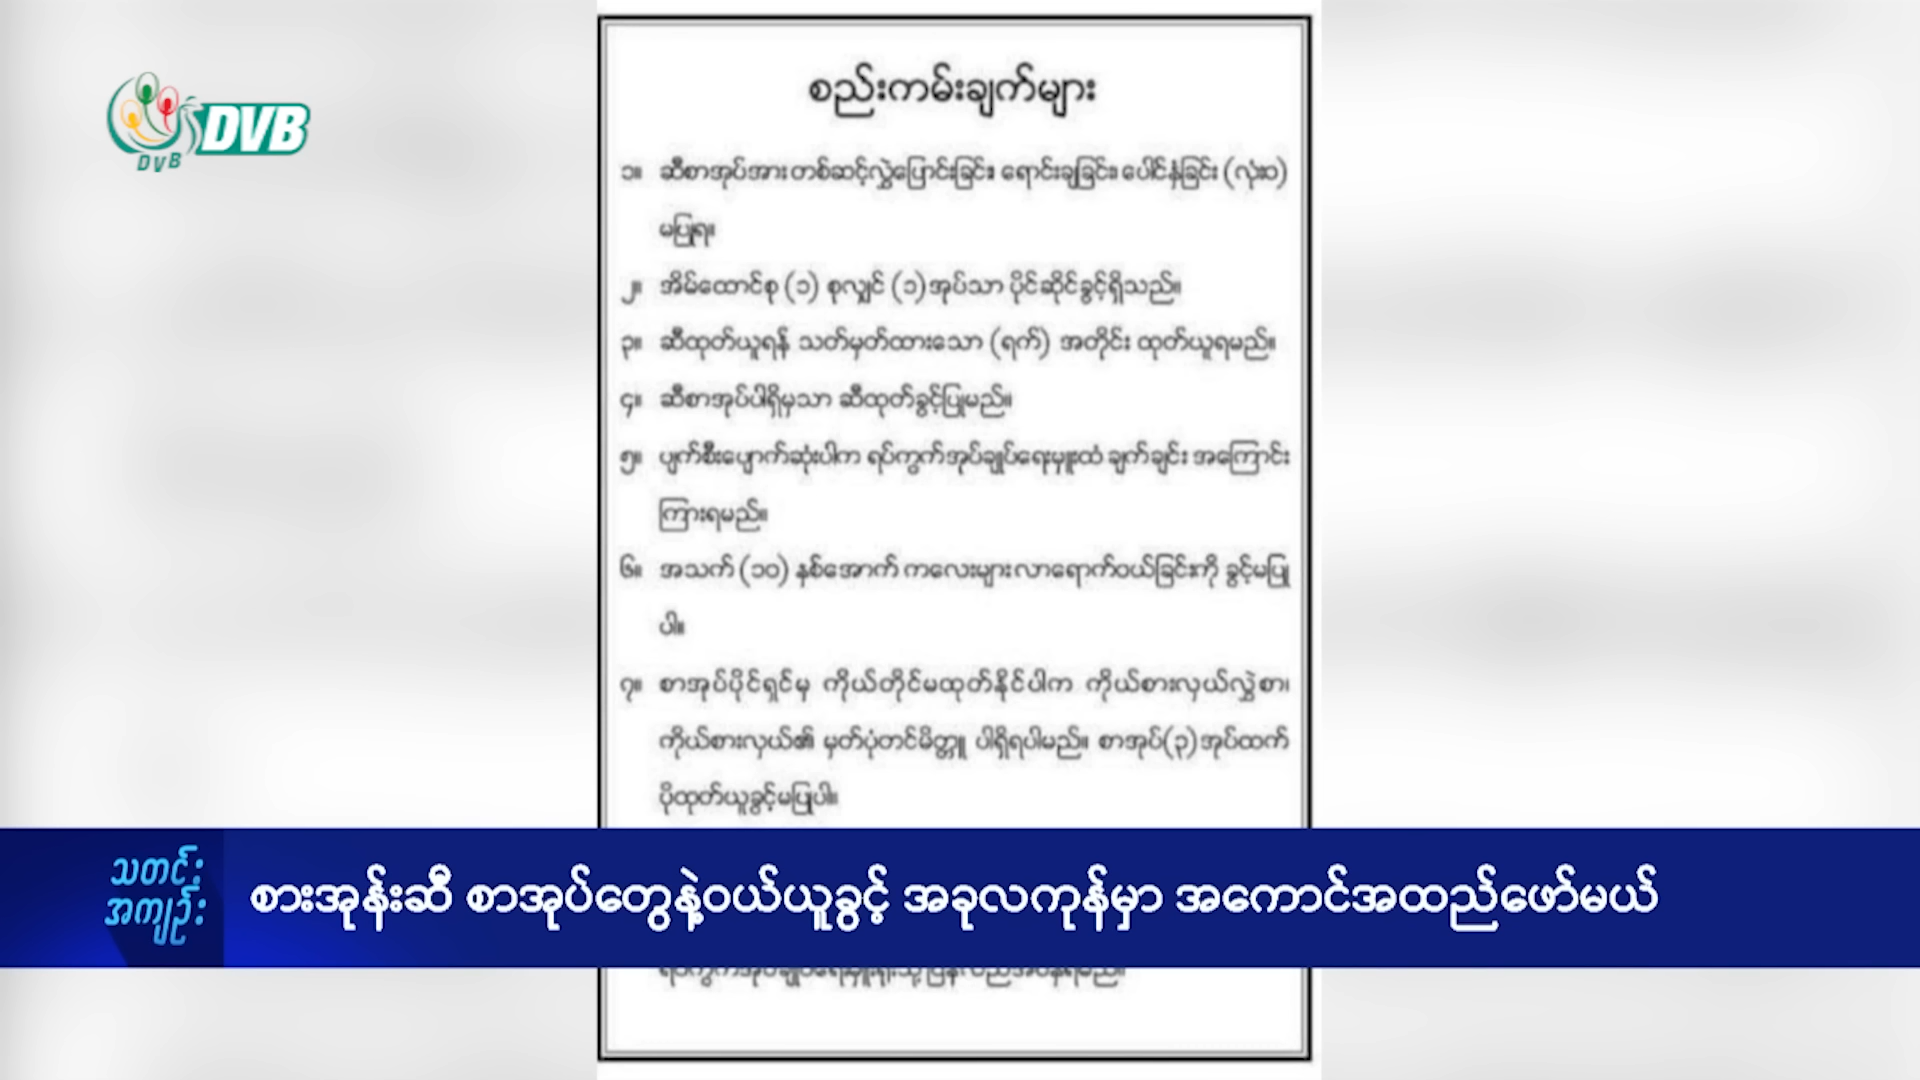 DVB
DVB
စည်းကမ်းချက်များ
၁။ ဆီစာအုပ်အား တစ်ဆင့်လွှဲပြောင်းခြင်း၊ ရောင်းချခြင်း၊ ပေါင်နှံခြင်း (လုံးဝ)
မပြုရ။
၂။ အိမ်ထောင်စု (၁) စုလျှင် (၁) အုပ်သာ ပိုင်ဆိုင်ခွင့်ရှိသည်။
၃။ ဆီထုတ်ယူရန် သတ်မှတ်ထားသော (ရက်) အတိုင်း ထုတ်ယူရမည်။
၄။ ဆီစာအုပ်ပါရှိမှသာ ဆီထုတ်ခွင့်ပြုမည်။
၅။ ပျက်စီးပျောက်ဆုံးပါက ရပ်ကွက်အုပ်ချုပ်ရေးမှူးထံ ချက်ချင်း အကြောင်း
ကြားရမည်။
၆။ အသက် (၁၀) နှစ်အောက် ကလေးများ လာရောက်ဝယ်ခြင်းကို ခွင့်မပြု
ပါ။
၇။ စာအုပ်ပိုင်ရှင်မှ ကိုယ်တိုင်မထုတ်နိုင်ပါက ကိုယ်စားလှယ်လွှဲစာ၊
ကိုယ်စားလှယ်၏ မှတ်ပုံတင်မိတ္တူ ပါရှိရပါမည်။ စာအုပ်(၃)အုပ်ထက်
ပိုထုတ်ယူခွင့်မပြုပါ။
သတင်း
အကျဉ်း
စားအုန်းဆီ စာအုပ်တွေနဲ့ဝယ်ယူခွင့် အခုလကုန်မှာ အကောင်အထည်ဖော်မယ်